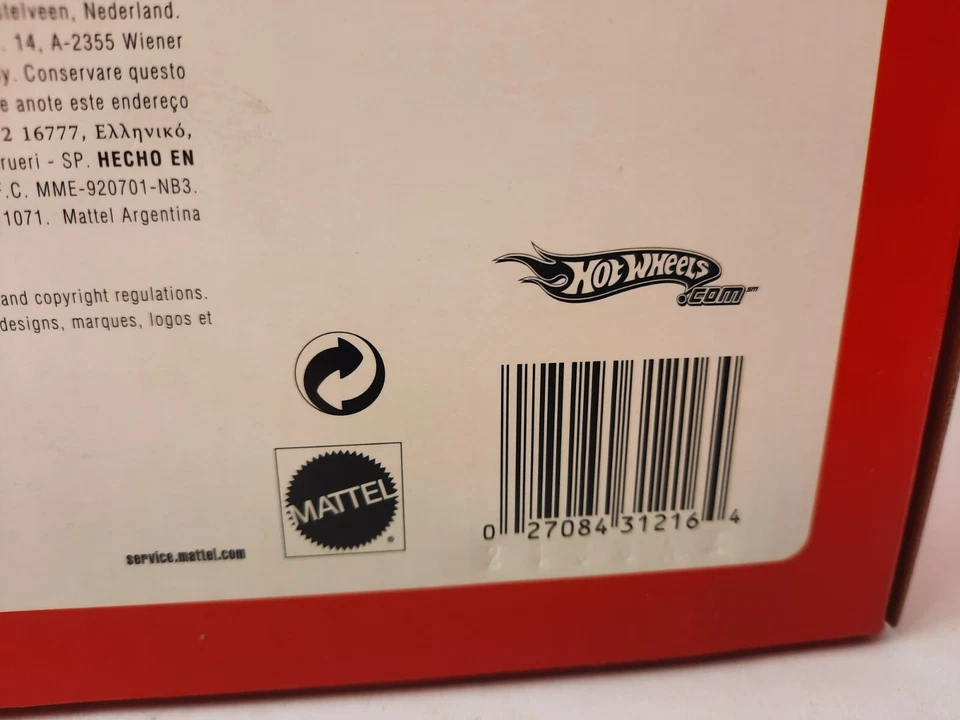 stelveen, Nederland.
. 14, A-2355 Wiener
y. Conservare questo
e anote este endereço
2 16777, Ελληνικό,
rueri - SP. HECHO EN
F.C. MME-920701-NB3.
1071. Mattel Argentina
and copyright regulations.
designs, marques, logos et
HOT WHEELS
.COM℠
MATTEL
®
service.mattel.com
0 27084 31216 4